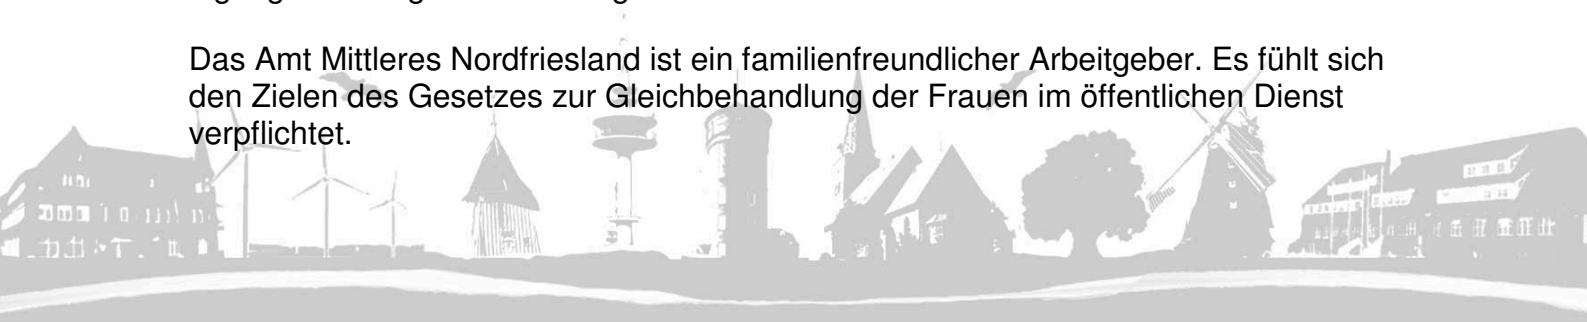 Das Amt Mittleres Nordfriesland ist ein familienfreundlicher Arbeitgeber. Es fühlt sich
den Zielen des Gesetzes zur Gleichbehandlung der Frauen im öffentlichen Dienst
verpflichtet.